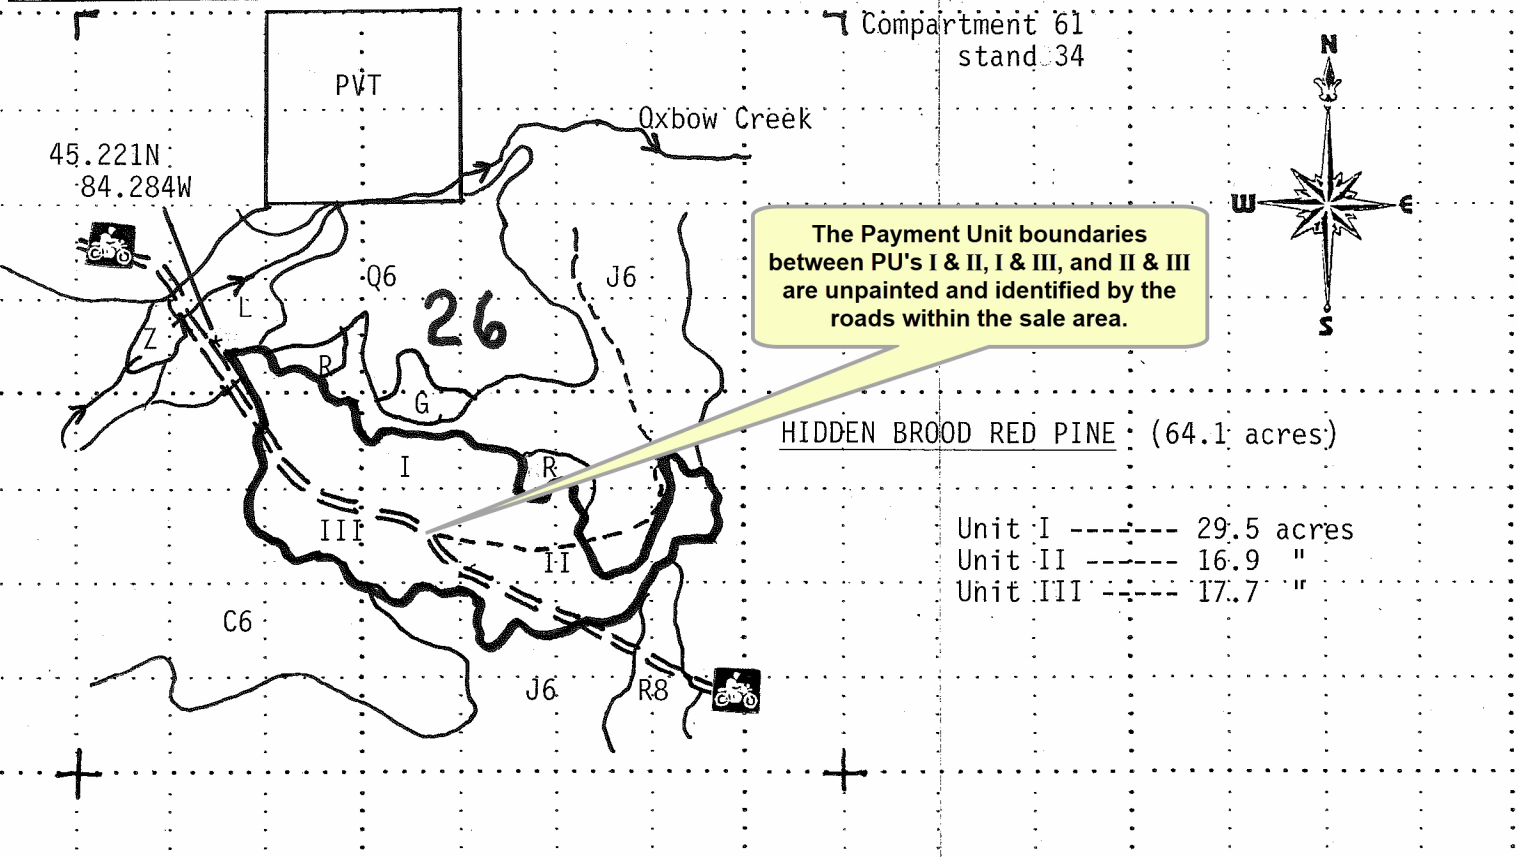 Compartment 61
stand 34
N
PVT
Oxbow Creek
45.221N
84.284W
W
E
S
The Payment Unit boundaries
between PU's I & II, I & III, and II & III
are unpainted and identified by the
roads within the sale area.
Q6
J6
L
26
Z
R
G
HIDDEN BROOD RED PINE (64.1 acres)
I
R
III
II
Unit I ------- 29.5 acres
Unit II ------ 16.9 "
Unit III ----- 17.7 "
C6
J6
R8